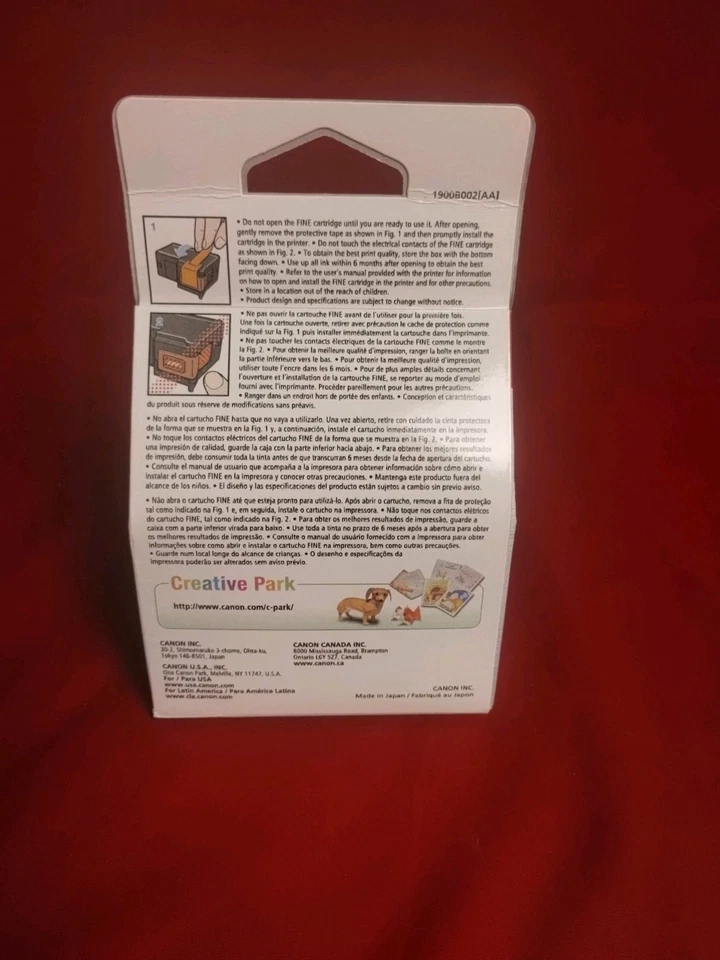 1900B002[AA]
1
• Do not open the FINE cartridge until you are ready to use it. After opening,
gently remove the protective tape as shown in Fig. 1 and then promptly install the
cartridge in the printer. • Do not touch the electrical contacts of the FINE cartridge
as shown in Fig. 2. • To obtain the best print quality, store the box with the bottom
facing down. • Use up all ink within 6 months after opening to obtain the best
print quality. • Refer to the user's manual provided with the printer for information
on how to open and install the FINE cartridge in the printer and for other precautions.
• Store in a location out of the reach of children.
• Product design and specifications are subject to change without notice.
• Ne pas ouvrir la cartouche FINE avant de l'utiliser pour la première fois.
Une fois la cartouche ouverte, retirer avec précaution le cache de protection comme
indiqué sur la Fig. 1 puis installer immédiatement la cartouche dans l'imprimante.
• Ne pas toucher les contacts électriques de la cartouche FINE comme le montre
la Fig. 2. • Pour obtenir la meilleure qualité d'impression, ranger la boîte en orientant
la partie inférieure vers le bas. • Pour obtenir la meilleure qualité d'impression,
utiliser toute l'encre dans les 6 mois. • Pour de plus amples détails concernant
l'ouverture et l'installation de la cartouche FINE, se reporter au mode d'emploi
fourni avec l'imprimante. Procéder pareillement pour les autres précautions.
• Ranger dans un endroit hors de portée des enfants. • Conception et caractéristiques
du produit sous réserve de modifications sans préavis.
• No abra el cartucho FINE hasta que no vaya a utilizarlo. Una vez abierto, retire con cuidado la cinta protectora
de la forma que se muestra en la Fig. 1 y, a continuación, instale el cartucho inmediatamente en la impresora.
• No toque los contactos eléctricos del cartucho FINE de la forma que se muestra en la Fig. 2. • Para obtener
una impresión de calidad, guarde la caja con la parte inferior hacia abajo. • Para obtener los mejores resultados
de impresión, debe consumir toda la tinta antes de que transcurran 6 meses desde la fecha de apertura del cartucho.
• Consulte el manual de usuario que acompaña a la impresora para obtener información sobre cómo abrir e
instalar el cartucho FINE en la impresora y conocer otras precauciones. • Mantenga este producto fuera del
alcance de los niños. • El diseño y las especificaciones del producto están sujetos a cambio sin previo aviso.
• Não abra o cartucho FINE até que esteja pronto para utilizá-lo. Após abrir o cartucho, remova a fita de proteção
tal como indicado na Fig. 1 e, em seguida, instale o cartucho na impressora. • Não toque nos contactos elétricos
do cartucho FINE, tal como indicado na Fig. 2. • Para obter os melhores resultados de impressão, guarde a
caixa com a parte inferior virada para baixo. • Use toda a tinta no prazo de 6 meses após a abertura para obter
os melhores resultados de impressão. • Consulte o manual do usuário fornecido com a impressora para obter
informações sobre como abrir e instalar o cartucho FINE na impressora, bem como outras precauções.
• Guarde num local longe do alcance de crianças. • O desenho e especificações da
impressora poderão ser alterados sem aviso prévio.
Creative Park
http://www.canon.com/c-park/
CANON INC.
30-2, Shimomaruko 3-chome, Ohta-ku,
Tokyo 146-8501, Japan
CANON U.S.A., INC.
One Canon Park, Melville, NY 11747, U.S.A.
For / Para USA
www.usa.canon.com
For Latin America / Para América Latina
www.cla.canon.com
CANON CANADA INC.
8000 Mississauga Road, Brampton
Ontario L6Y 5Z7, Canada
www.canon.ca
CANON INC.
Made in Japan / Fabriqué au Japon